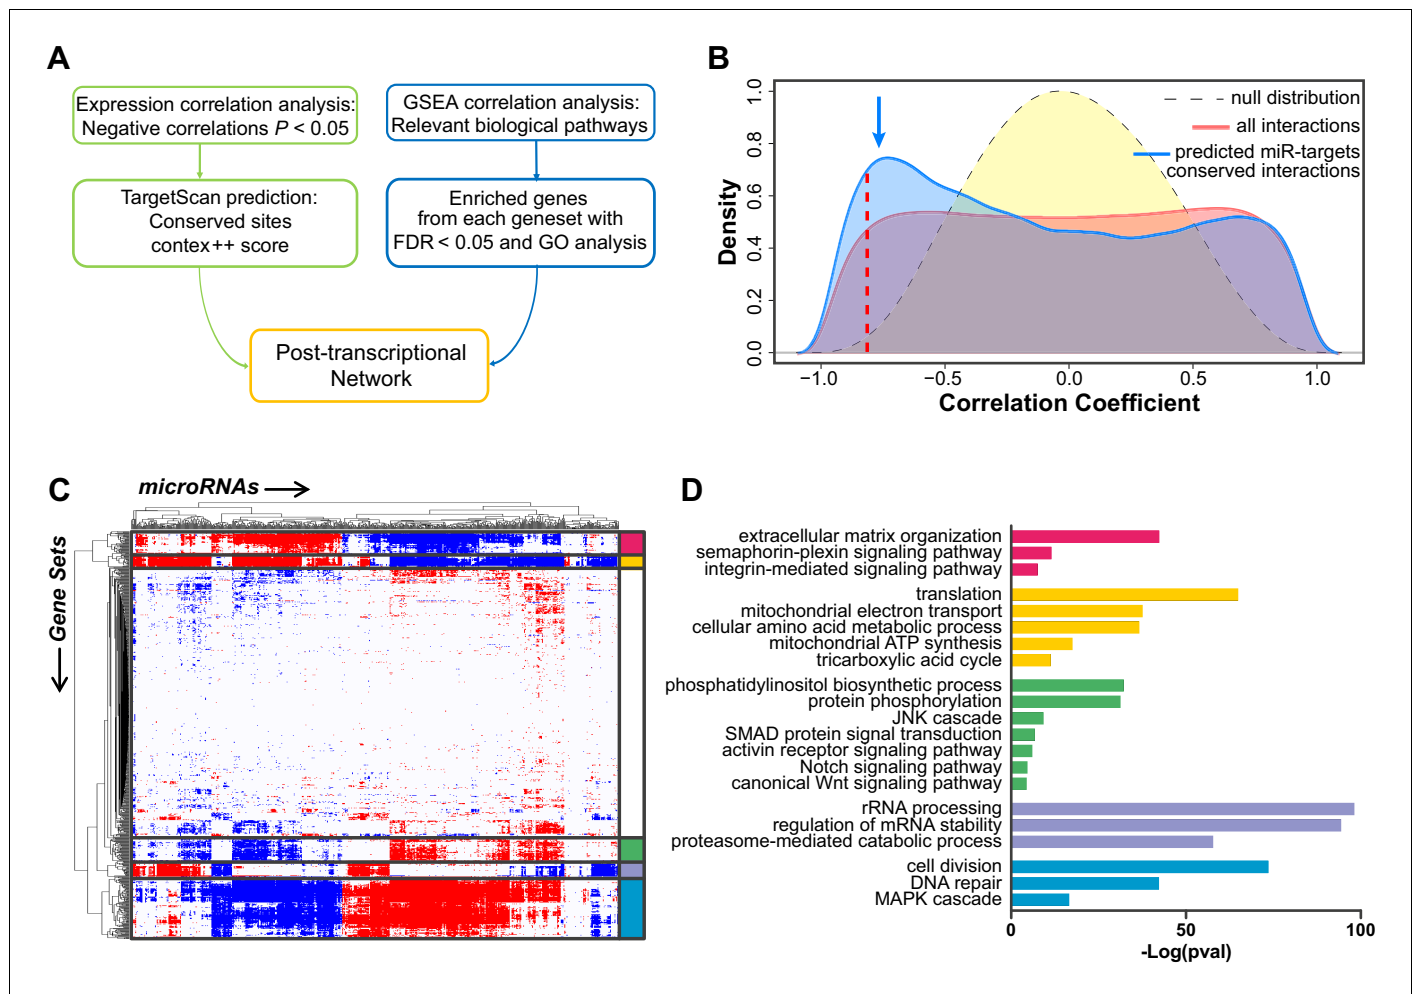 A
Expression correlation analysis:
Negative correlations P < 0.05
GSEA correlation analysis:
Relevant biological pathways
TargetScan prediction:
Conserved sites
contex++ score
Enriched genes
from each geneset with
FDR < 0.05 and GO analysis
Post-transcriptional
Network
B
null distribution
all interactions
predicted miR-targets
conserved interactions
Density
0.0
0.2
0.4
0.6
0.8
1.0
−1.0
−0.5
0.0
0.5
1.0
Correlation Coefficient
C
microRNAs
Gene Sets
D
extracellular matrix organization
semaphorin-plexin signaling pathway
integrin-mediated signaling pathway
translation
mitochondrial electron transport
cellular amino acid metabolic process
mitochondrial ATP synthesis
tricarboxylic acid cycle
phosphatidylinositol biosynthetic process
protein phosphorylation
JNK cascade
SMAD protein signal transduction
activin receptor signaling pathway
Notch signaling pathway
canonical Wnt signaling pathway
rRNA processing
regulation of mRNA stability
proteasome-mediated catabolic process
cell division
DNA repair
MAPK cascade
0
50
100
-Log(pval)